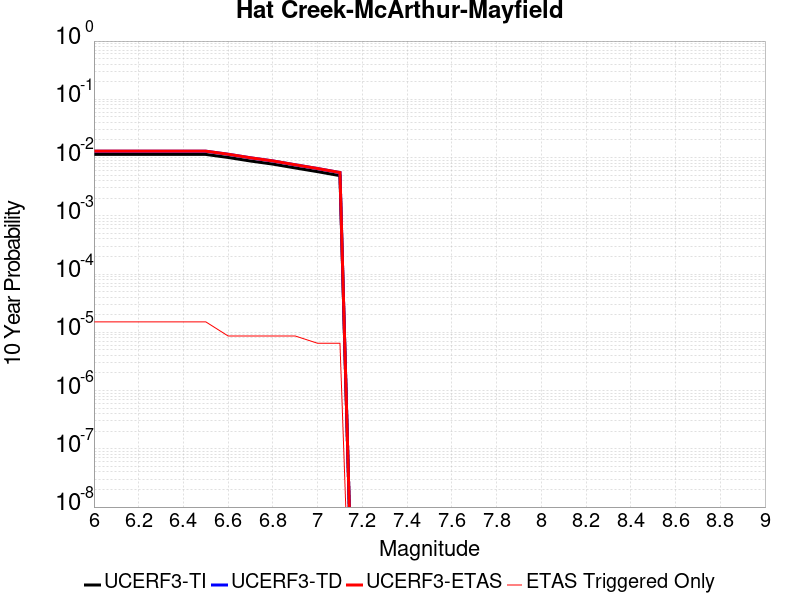 Hat Creek-McArthur-Mayfield
10^0
10^-1
10^-2
10^-3
10^-4
10^-5
10^-6
10^-7
10^-8
10 Year Probability
6 6.2 6.4 6.6 6.8 7 7.2 7.4 7.6 7.8 8 8.2 8.4 8.6 8.8 9
Magnitude
UCERF3-TI UCERF3-TD UCERF3-ETAS ETAS Triggered Only